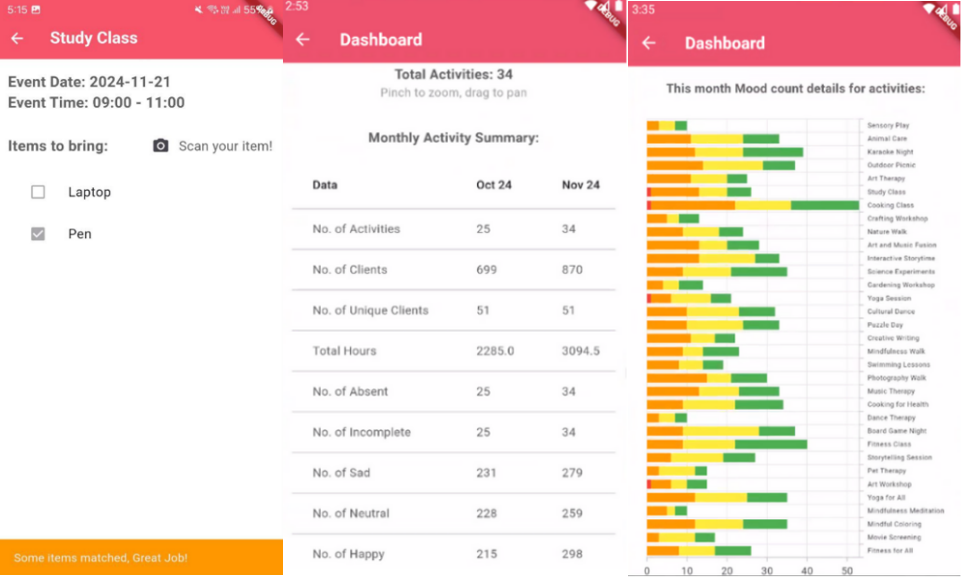 5:15
55%
DEBUG
Study Class
Event Date: 2024-11-21
Event Time: 09:00 - 11:00
Items to bring:
Scan your item!
Laptop
Pen
Some items matched, Great Job!
2:53
DEBUG
Dashboard
Total Activities: 34
Pinch to zoom, drag to pan
Monthly Activity Summary:
Data Oct 24 Nov 24
No. of Activities 25 34
No. of Clients 699 870
No. of Unique Clients 51 51
Total Hours 2285.0 3094.5
No. of Absent 25 34
No. of Incomplete 25 34
No. of Sad 231 279
No. of Neutral 228 259
No. of Happy 215 298
3:35
DEBUG
Dashboard
This month Mood count details for activities:
Sensory Play
Animal Care
Karaoke Night
Outdoor Picnic
Art Therapy
Study Class
Cooking Class
Crafting Workshop
Nature Walk
Art and Music Fusion
Interactive Storytime
Science Experiments
Gardening Workshop
Yoga Session
Cultural Dance
Puzzle Day
Creative Writing
Mindfulness Walk
Swimming Lessons
Photography Walk
Music Therapy
Cooking for Health
Dance Therapy
Board Game Night
Fitness Class
Storytelling Session
Pet Therapy
Art Workshop
Yoga for All
Mindfulness Meditation
Mindful Coloring
Movie Screening
Fitness for All
0 10 20 30 40 50